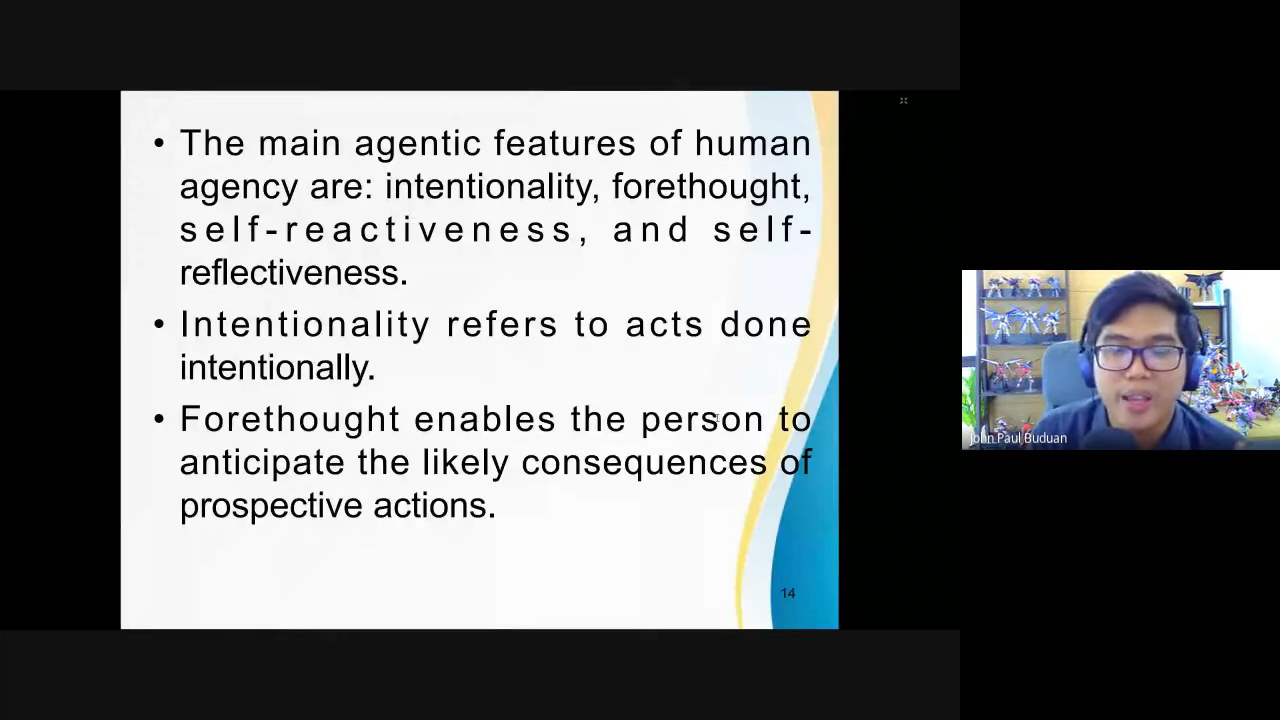 • The main agentic features of human
agency are: intentionality, forethought,
self-reactiveness, and self-
reflectiveness.
• Intentionality refers to acts done
intentionally.
• Forethought enables the person to
anticipate the likely consequences of
prospective actions.
14
John Paul Buduan